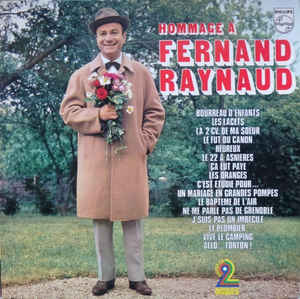 PHILIPS
HOMMAGE A
FERNAND
RAYNAUD
BOURREAU D'ENFANTS
LES FACETS
LA 2 CV. DE MA SOEUR
LE FUT DU CANON
HEUREUX
LE 22 A ASNIERES
ÇA EUT PAYE
LES ORANGES
C'EST ETUDIE POUR...
UN MARIAGE EN GRANDES POMPES
LE BAPTEME DE L'AIR
NE ME PARLE PAS DE GRENOBLE
J'SUIS PAS UN IMBECILE
LE PLOMBIER
VIVE LE CAMPING
ALLO... TONTON !
2